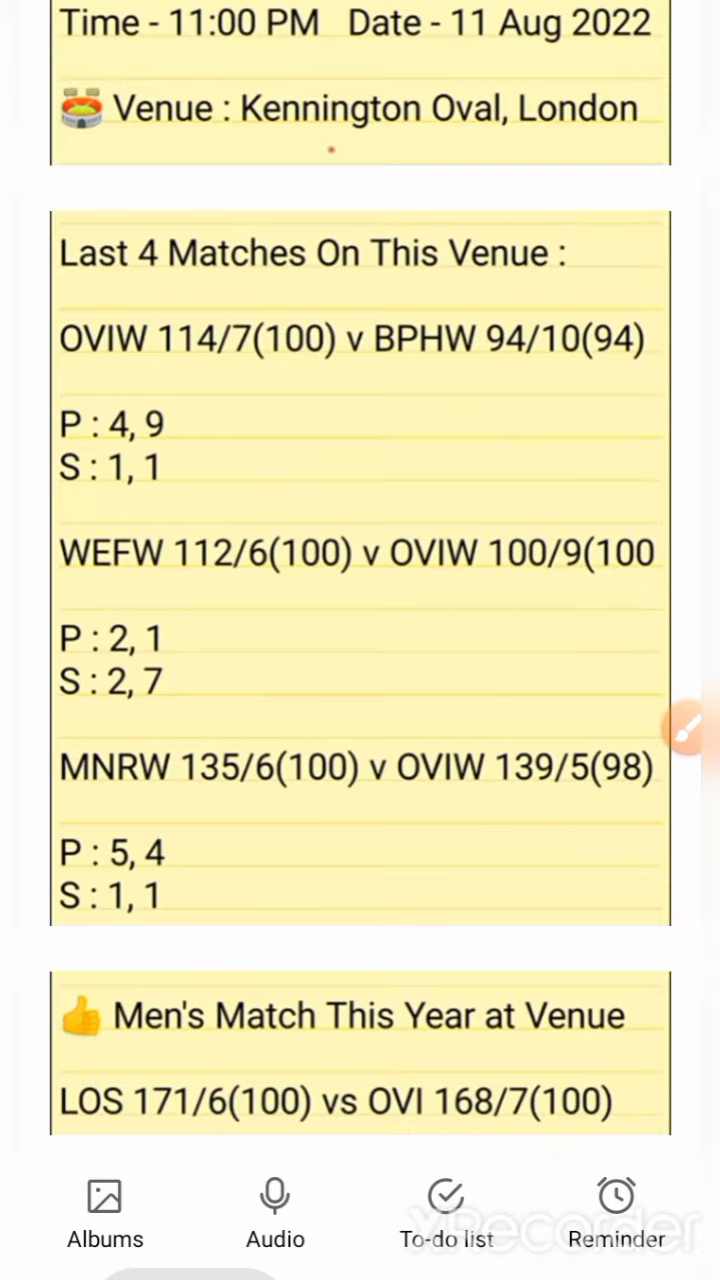 Time - 11:00 PM Date - 11 Aug 2022
Venue : Kennington Oval, London
Last 4 Matches On This Venue :
OVIW 114/7(100) v BPHW 94/10(94)
P : 4, 9
S : 1, 1
WEFW 112/6(100) v OVIW 100/9(100
P : 2, 1
S : 2, 7
MNRW 135/6(100) v OVIW 139/5(98)
P : 5, 4
S : 1, 1
👍 Men's Match This Year at Venue
LOS 171/6(100) vs OVI 168/7(100)
Albums Audio To-do list Reminder
XRecorder